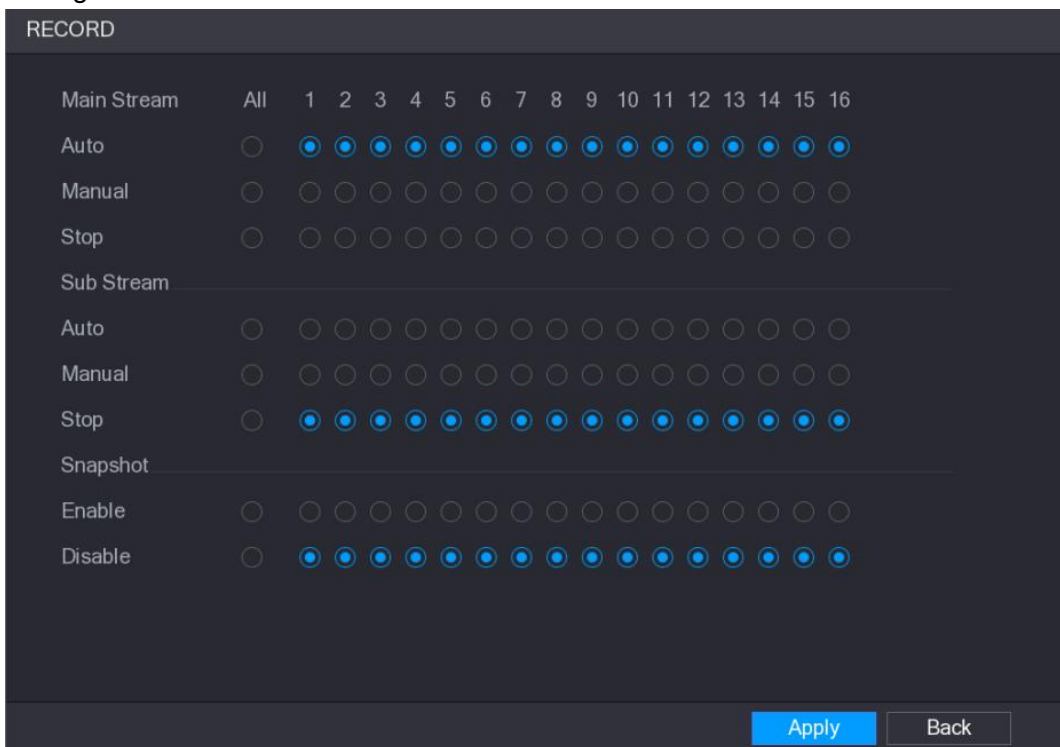 RECORD
Main Stream All 1 2 3 4 5 6 7 8 9 10 11 12 13 14 15 16
Auto
Manual
Stop
Sub Stream
Auto
Manual
Stop
Snapshot
Enable
Disable
Apply Back